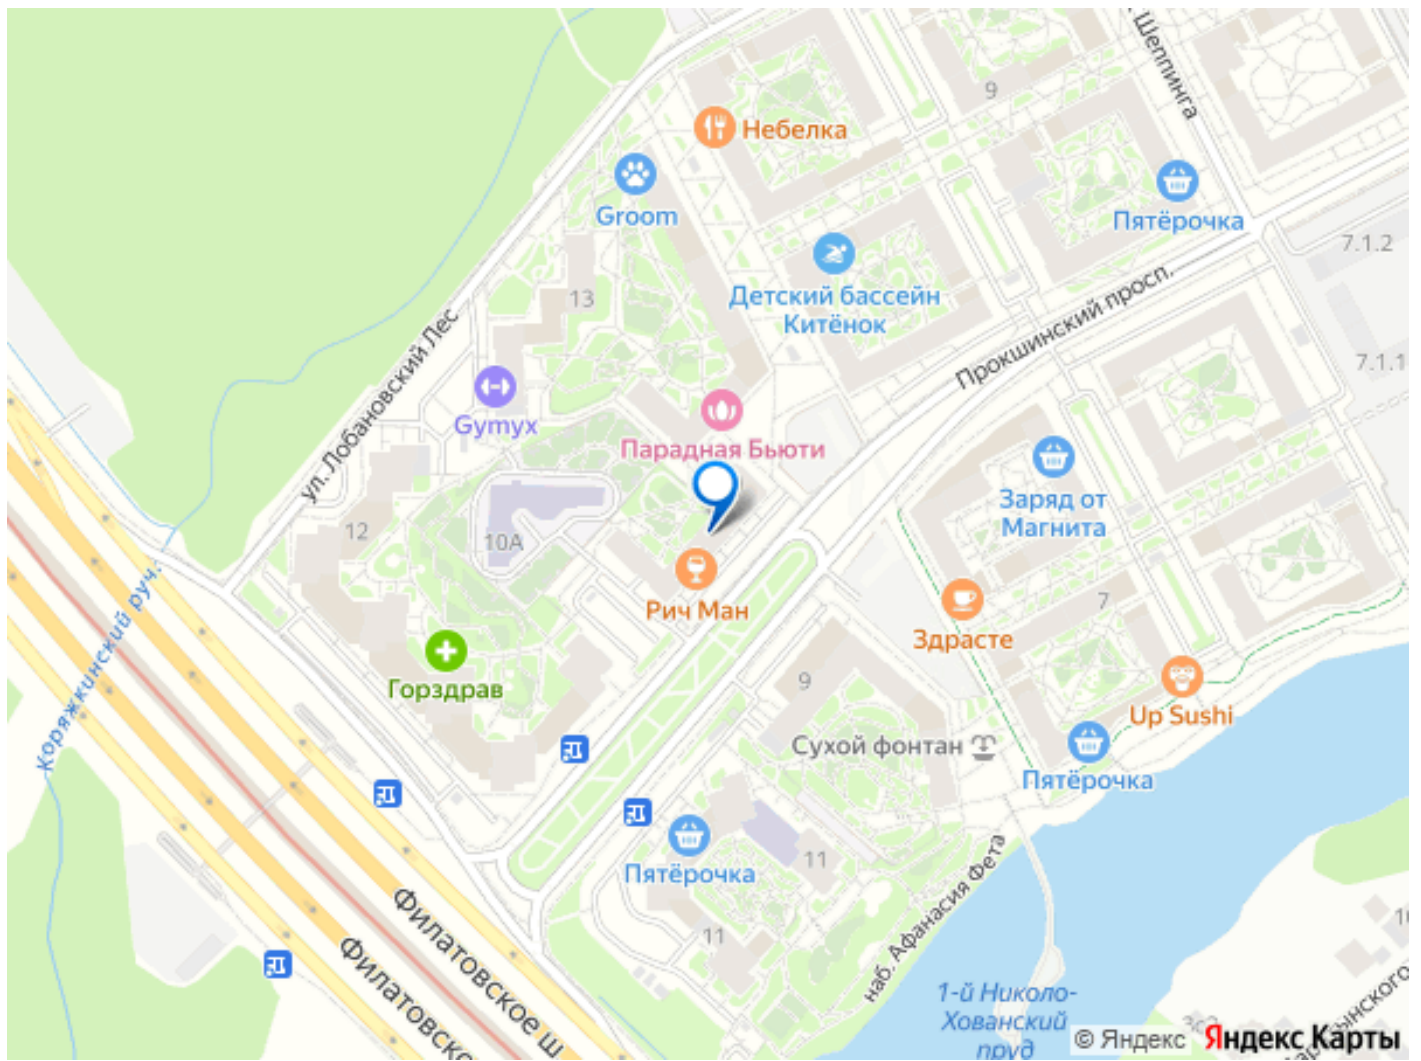 Шеппинга
9
Небелка
Groom
Пятёрочка
7.1.2
Детский бассейн
Китёнок
13
Прокшинский просп.
ул. Лобановский Лес
7.1.1
Gymyx
Парадная Бьюти
Заряд от
Магнита
12
10А
Рич Ман
Здрасте
7
Коряжкинский руч.
Горздрав
9
Up Sushi
Сухой фонтан
Пятёрочка
Пятёрочка
11
11
наб. Афанасия Фета
Филатовское ш
Филатовско
1-й Николо-
Хованский
пруд
© Яндекс
Яндекс Карты